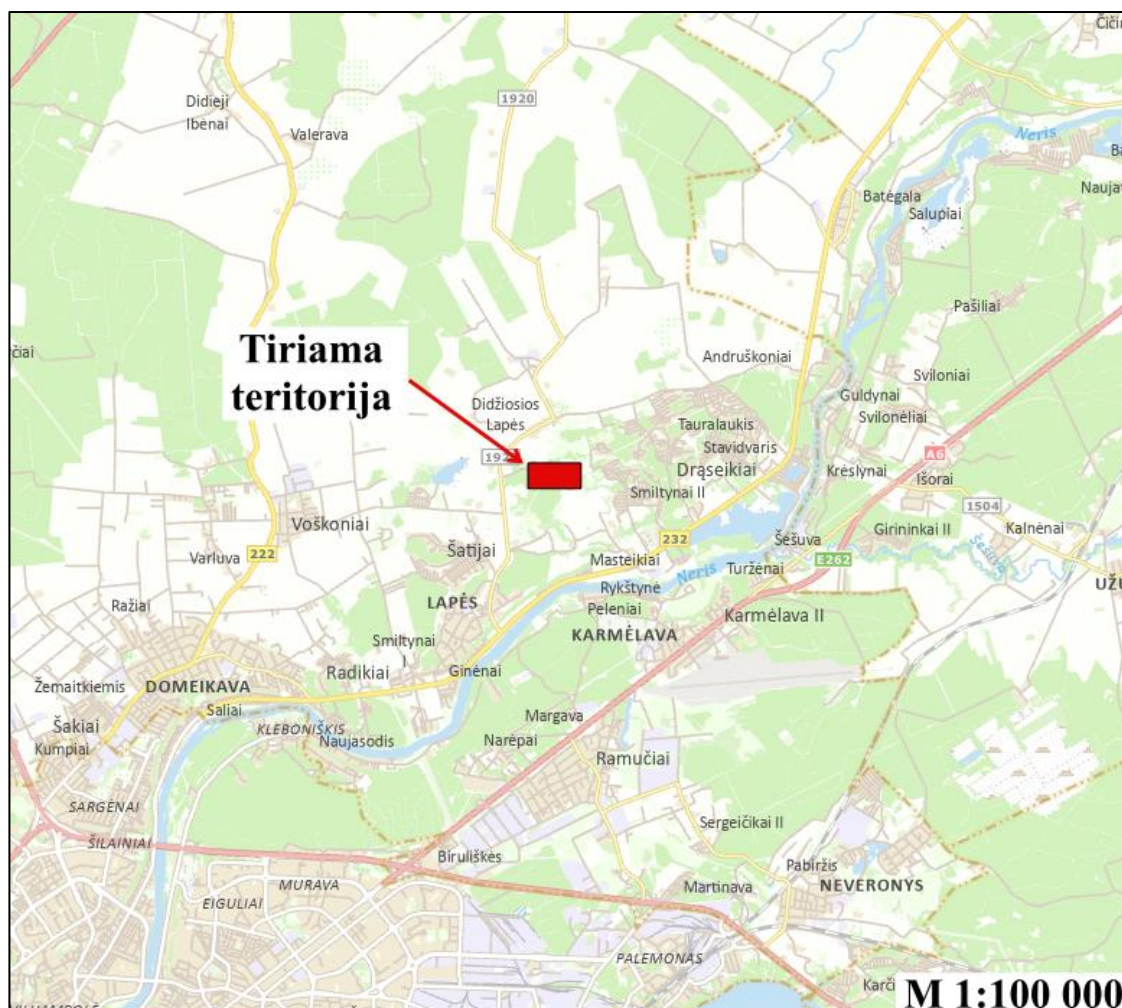 Didieji
Ibėnai
Valerava
1920
Neris
Batėgala
Salupiai
Pašiliai
Tiriama
teritorija
Andruškoniai
Sviloniai
Guldynai
Svilonėliai
Didžiosios
Lapės
Tauralaukis
Stavidvaris
Drąseikiai
A6
Krėslynai
Išorai
Smiltynai II
1504
Voškoniai
Varluva
222
Šatijai
Masteikiai
232
Šešuva
Girininkai II
Kalnėnai
Neris
Turžėnai
E262
Rykštynė
Peleniai
LAPĖS
Ražiai
KARMĖLAVA
Karmėlava II
Smiltynai
I
Radikiai
Ginėnai
Žemaitkiemis
DOMEIKAVA
Saliai
Šakiai
Kumpiai
KLEBONIŠKIS
Naujasodis
Margava
Narėpai
Ramučiai
SARGĖNAI
ŠILAINIAI
Sergeičikai II
Biruliškės
Pabiržis
MURAVA
EIGULIAI
Martinava
NEVERONYS
PALEMONAS
M 1:100 000